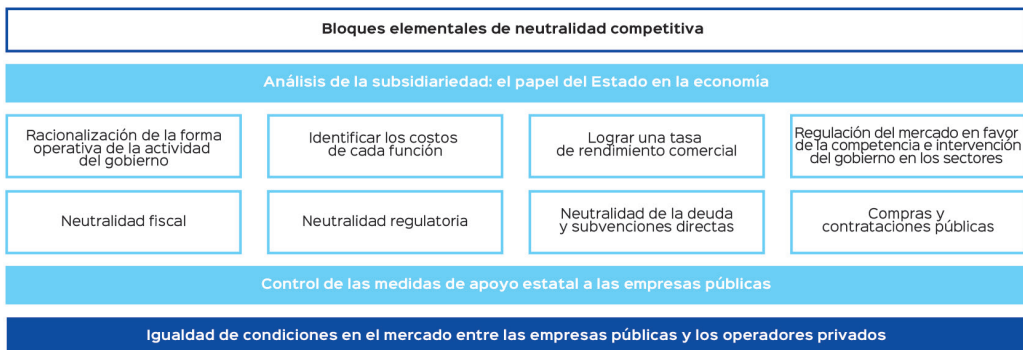 Bloques elementales de neutralidad competitiva
Análisis de la subsidiariedad: el papel del Estado en la economía
Racionalización de la forma
operativa de la actividad
del gobierno
Identificar los costos
de cada función
Lograr una tasa
de rendimiento comercial
Regulación del mercado en favor
de la competencia e intervención
del gobierno en los sectores
Neutralidad fiscal
Neutralidad regulatoria
Neutralidad de la deuda
y subvenciones directas
Compras y
contrataciones públicas
Control de las medidas de apoyo estatal a las empresas públicas
Igualdad de condiciones en el mercado entre las empresas públicas y los operadores privados